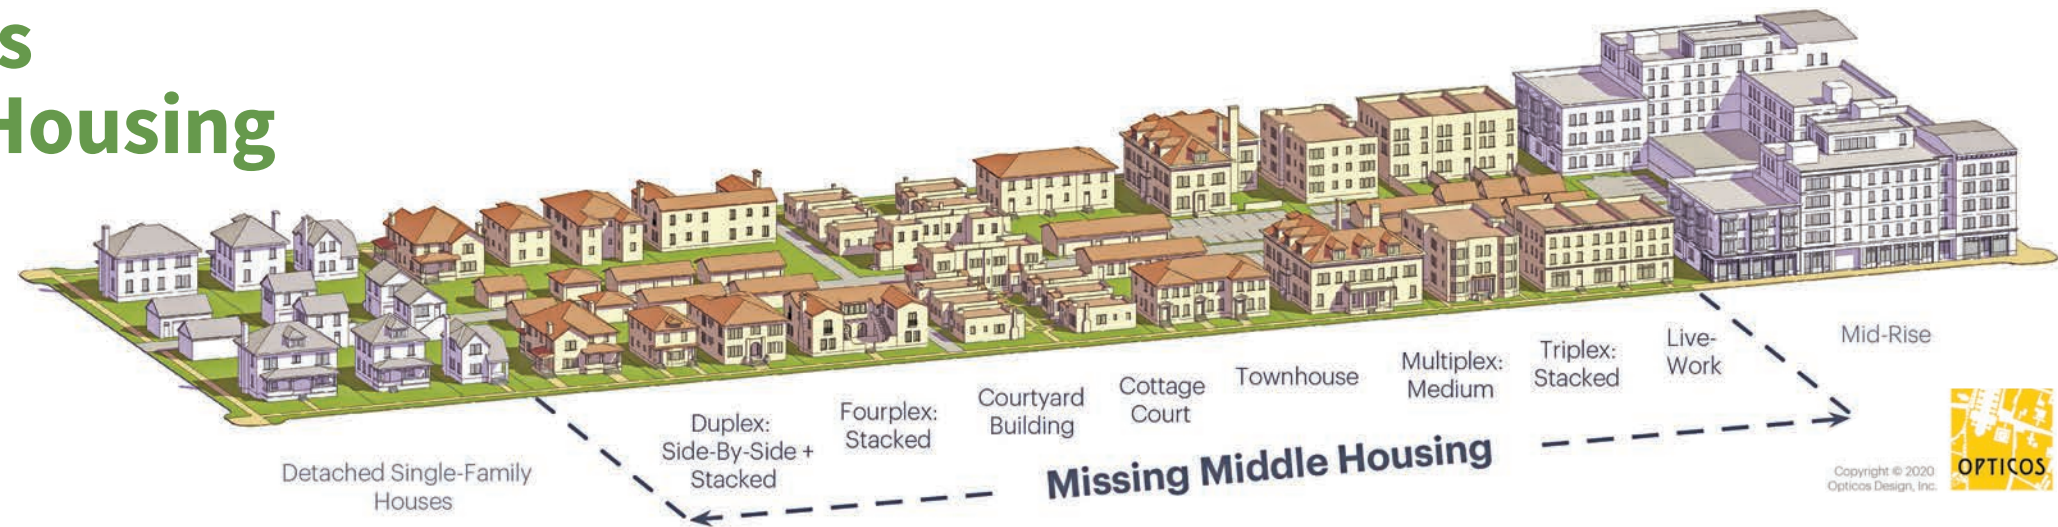 s
Housing
Detached Single-Family
Houses
Duplex:
Side-By-Side +
Stacked
Fourplex:
Stacked
Courtyard
Building
Cottage
Court
Townhouse
Multiplex:
Medium
Triplex:
Stacked
Live-
Work
Mid-Rise
Missing Middle Housing
Copyright © 2020
Opticos Design, Inc.
OPTICOS